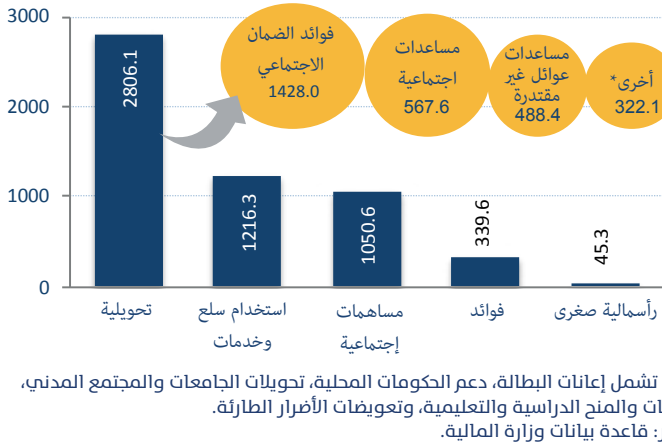 3000
2000
1000
0
2806.1
1216.3
1050.6
339.6
45.3
فوائد الضمان
الاجتماعي
1428.0
مساعدات
اجتماعية
567.6
مساعدات
عوائل غير
مقتدرة
488.4
أخرى*
322.1
تحويلية
استخدام سلع
وخدمات
مساهمات
إجتماعية
فوائد
رأسمالية صغرى
تشمل إعانات البطالة، دعم الحكومات المحلية، تحويلات الجامعات والمجتمع المدني،
والمنح الدراسية والتعليمية، وتعويضات الأضرار الطارئة.
قاعدة بيانات وزارة المالية.